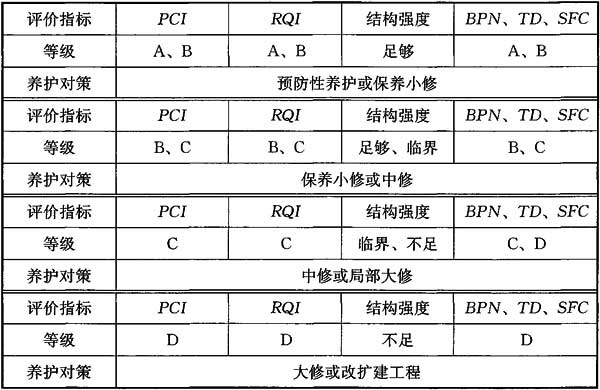 评价指标 PCI RQI 结构强度 BPN、TD、SFC
等级 A、B A、B 足够 A、B
养护对策 预防性养护或保养小修
评价指标 PCI RQI 结构强度 BPN、TD、SFC
等级 B、C B、C 足够、临界 B、C
养护对策 保养小修或中修
评价指标 PCI RQI 结构强度 BPN、TD、SFC
等级 C C 临界、不足 C、D
养护对策 中修或局部大修
评价指标 PCI RQI 结构强度 BPN、TD、SFC
等级 D D 不足 D
养护对策 大修或改扩建工程